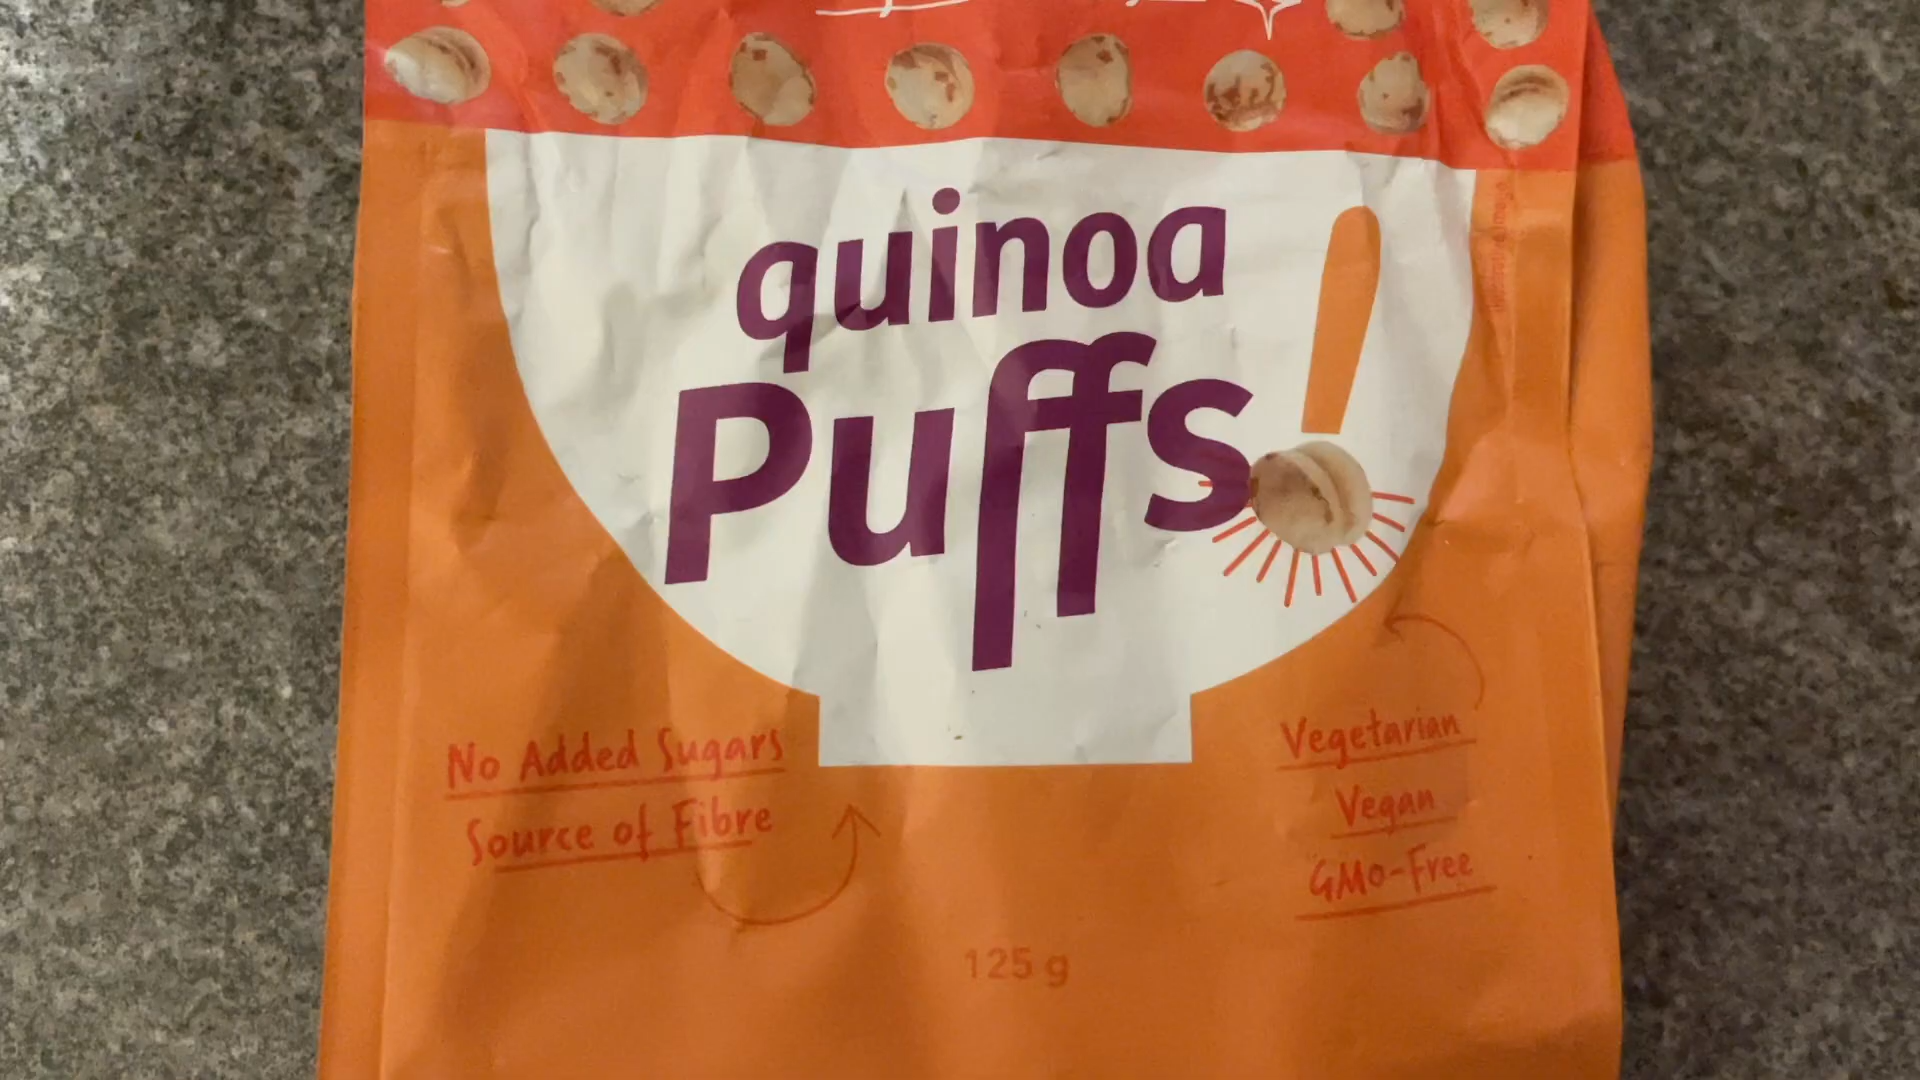 quinoa
Puffs
No Added Sugars
Source of Fibre
Vegetarian
Vegan
GMO-Free
125 g